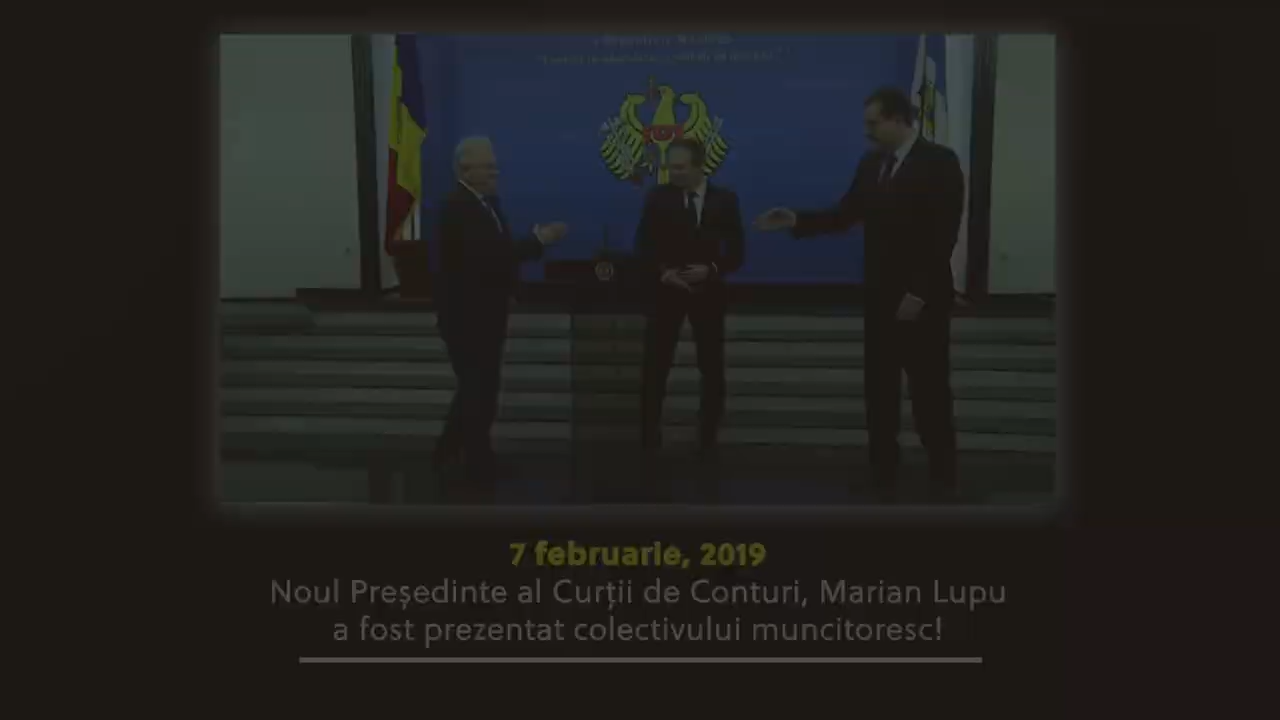 7 februarie, 2019
Noul Președinte al Curții de Conturi, Marian Lupu
a fost prezentat colectivului muncitoresc!